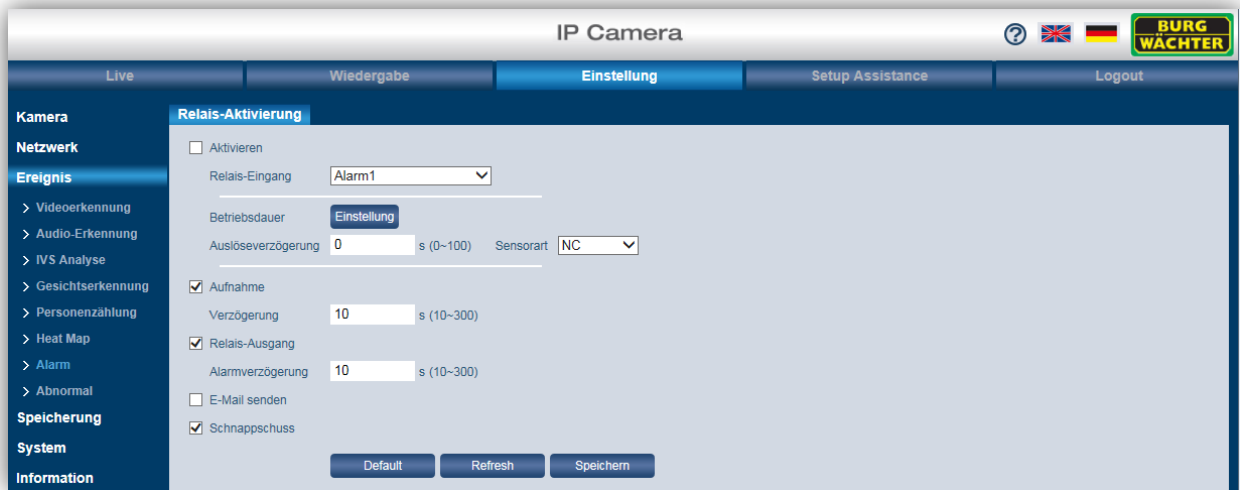 IP Camera
?
BURG
WÄCHTER
Live Wiedergabe Einstellung Setup Assistance Logout
Kamera
Netzwerk
Ereignis
> Videoerkennung
> Audio-Erkennung
> IVS Analyse
> Gesichtserkennung
> Personenzählung
> Heat Map
> Alarm
> Abnormal
Speicherung
System
Information
Relais-Aktivierung
Aktivieren
Relais-Eingang Alarm1
Betriebsdauer Einstellung
Auslöseverzögerung 0 s (0~100) Sensorart NC
Aufnahme
Verzögerung 10 s (10~300)
Relais-Ausgang
Alarmverzögerung 10 s (10~300)
E-Mail senden
Schnappschuss
Default Refresh Speichern